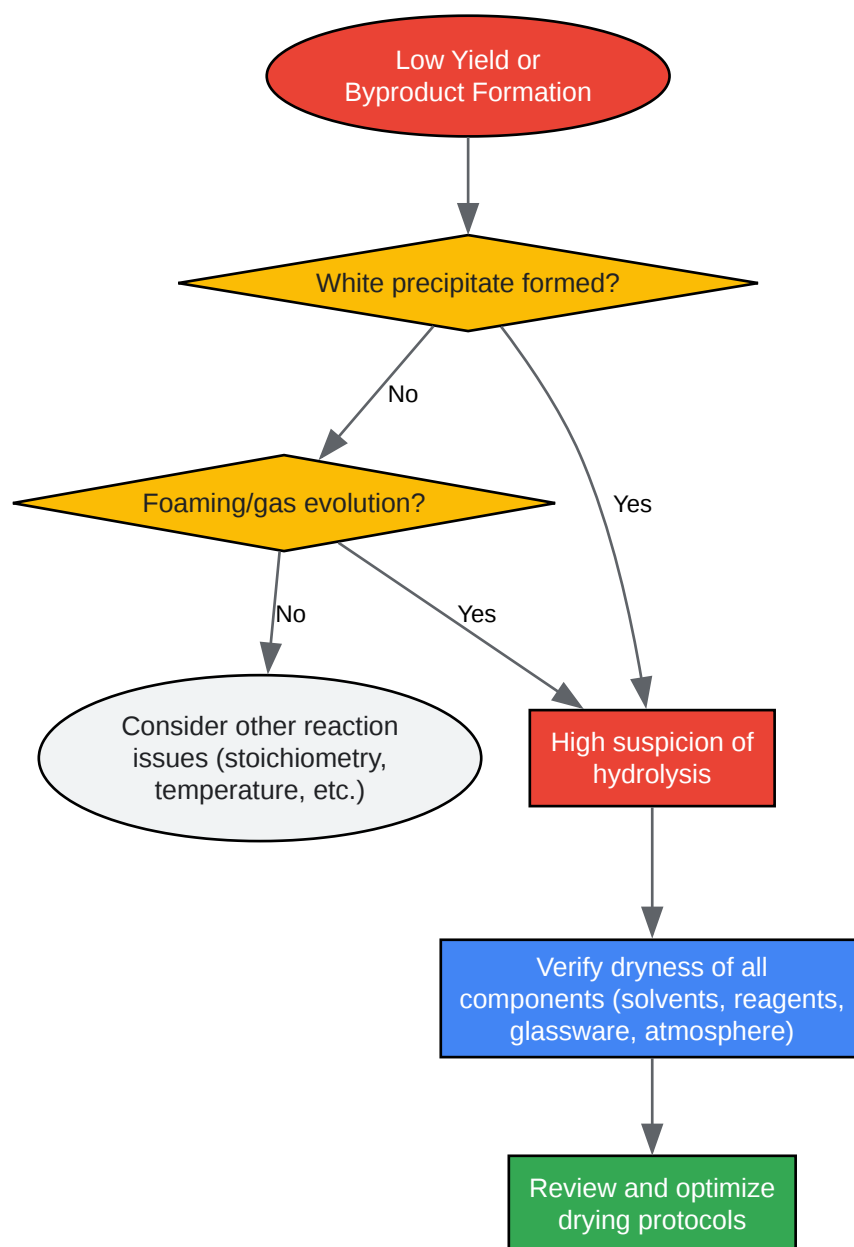 Low Yield or
Byproduct Formation
White precipitate formed?
No
Yes
Foaming/gas evolution?
No
Yes
Consider other reaction
issues (stoichiometry,
temperature, etc.)
High suspicion of
hydrolysis
Verify dryness of all
components (solvents, reagents,
glassware, atmosphere)
Review and optimize
drying protocols